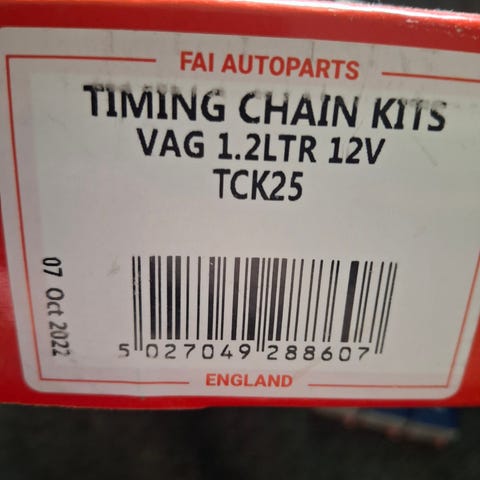 FAI AUTOPARTS
TIMING CHAIN KITS
VAG 1.2LTR 12V
TCK25
07 Oct 2022
5 027049 288607
ENGLAND